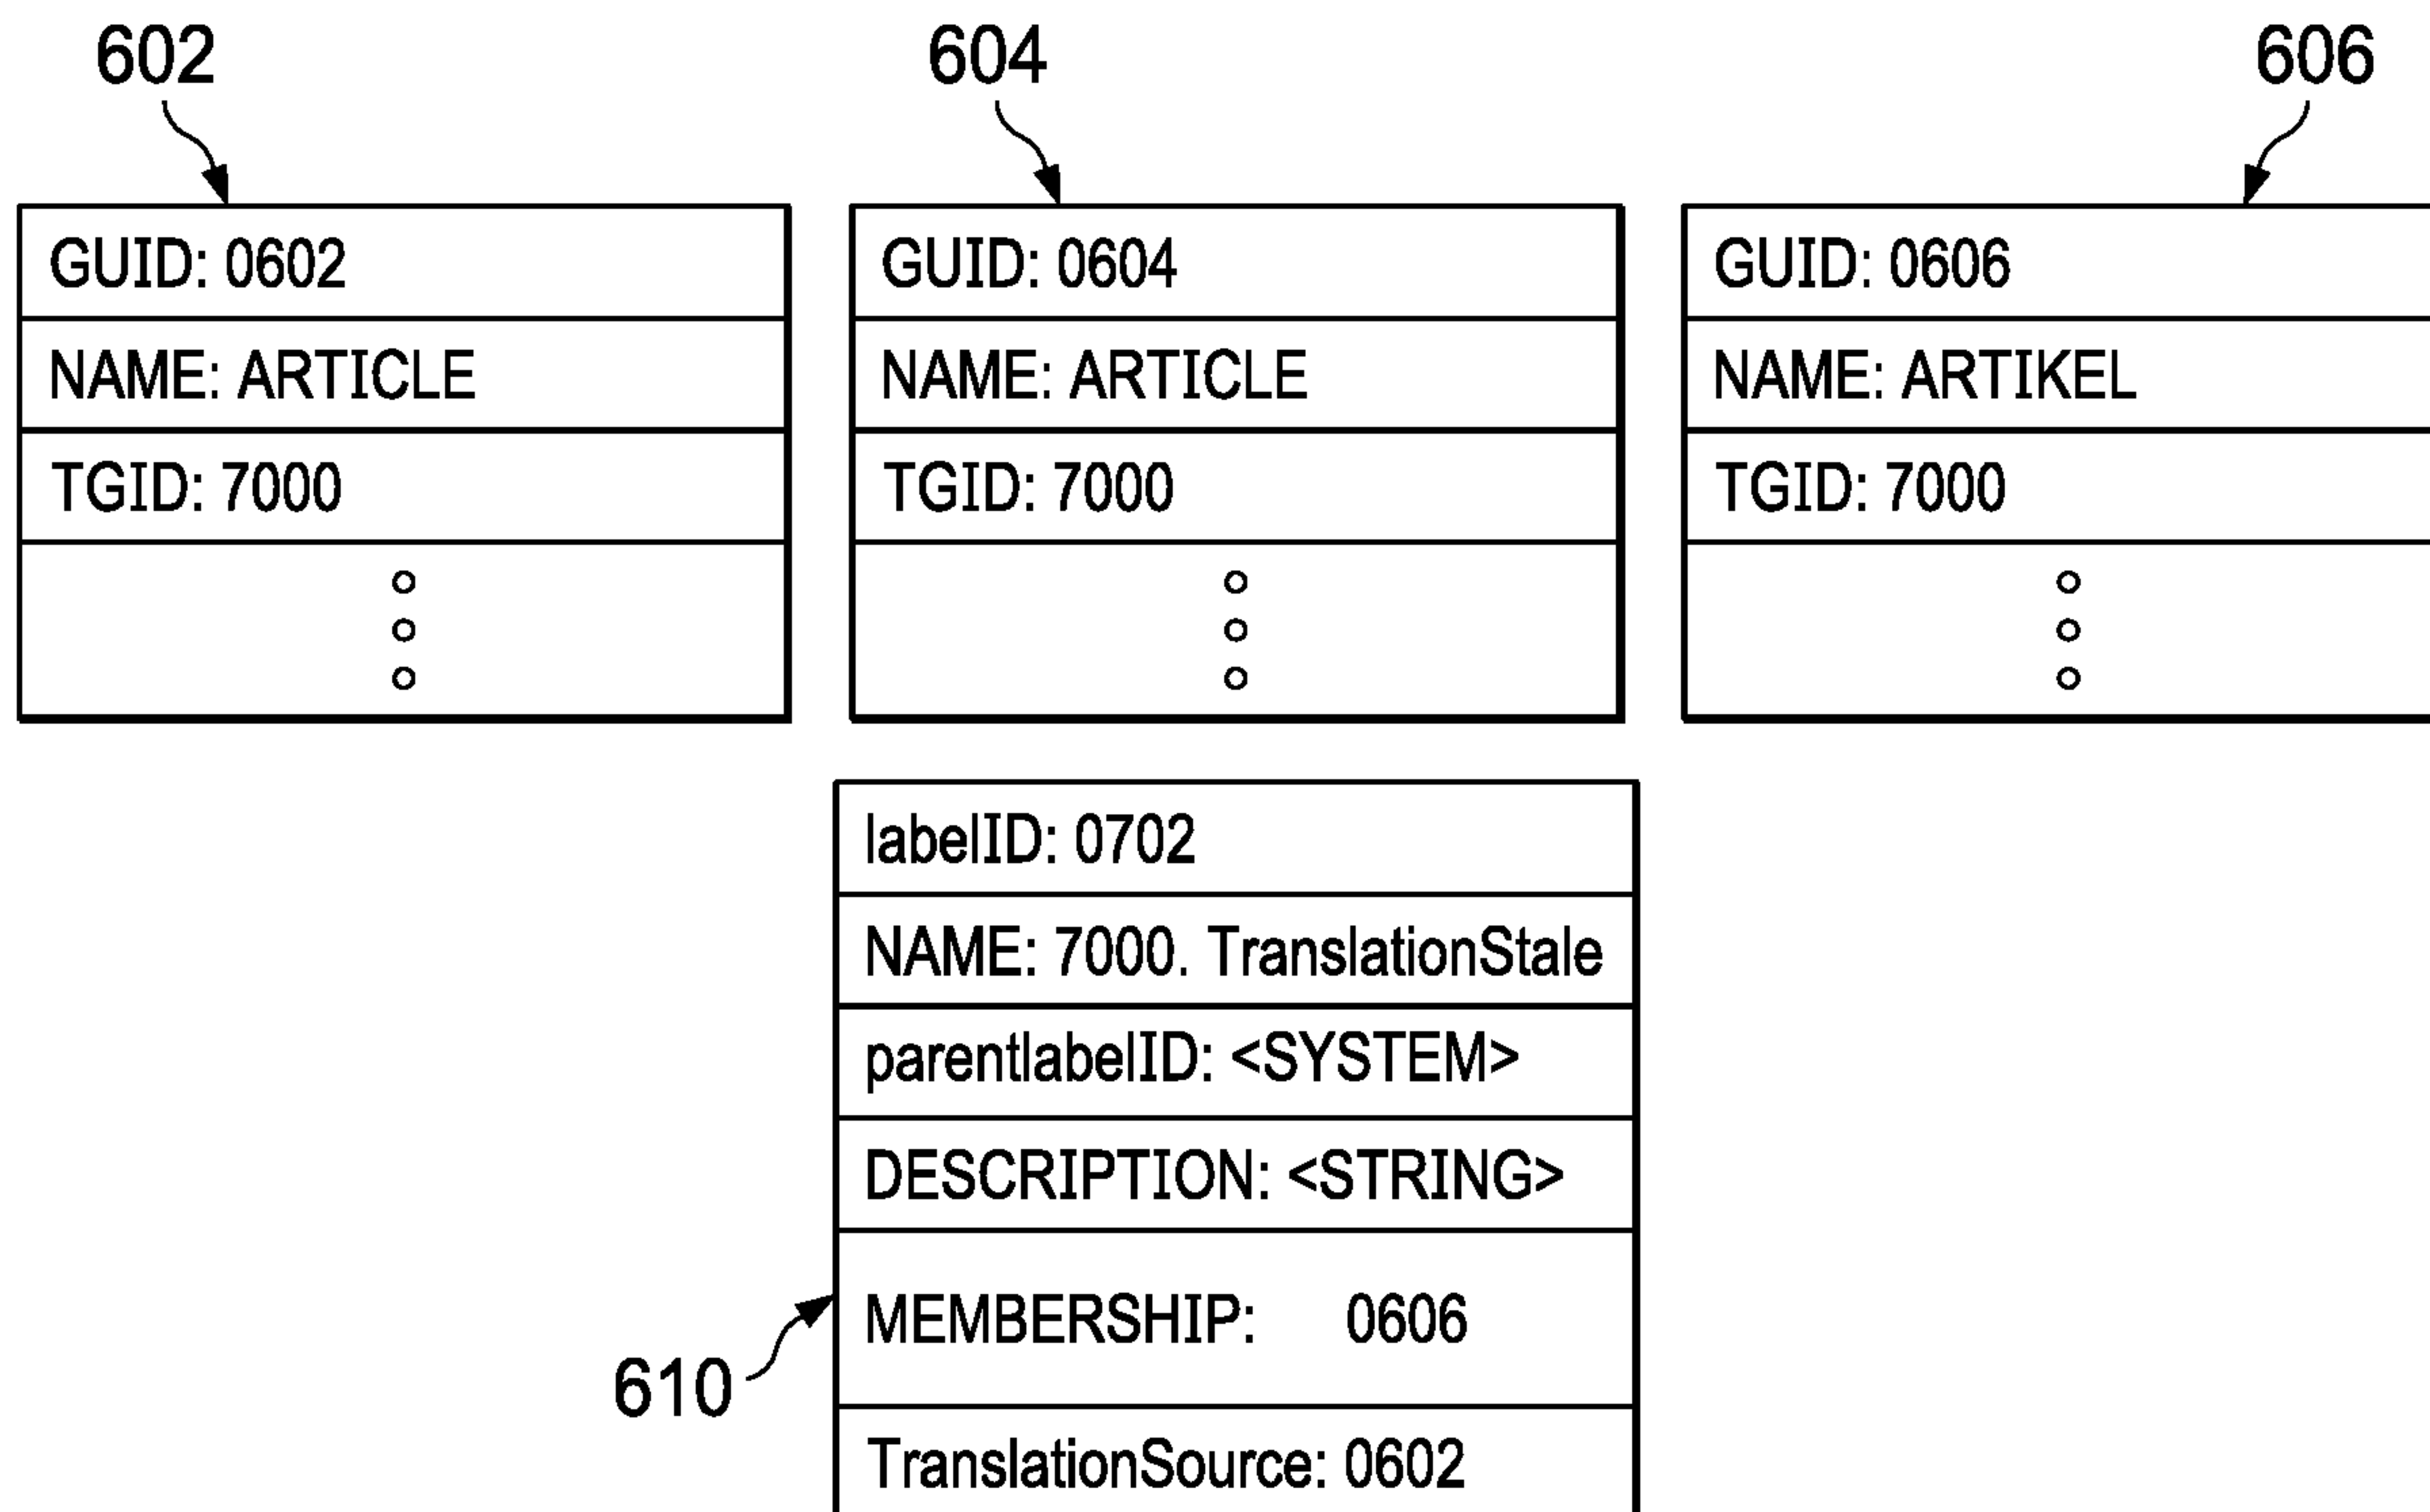 602
604
606
GUID: 0602
GUID: 0604
GUID: 0606
NAME: ARTICLE
NAME: ARTICLE
NAME: ARTIKEL
TGID: 7000
TGID: 7000
TGID: 7000
labelID: 0702
NAME: 7000. TranslationStale
parentlabelID: <SYSTEM>
DESCRIPTION: <STRING>
MEMBERSHIP: 0606
610
TranslationSource: 0602